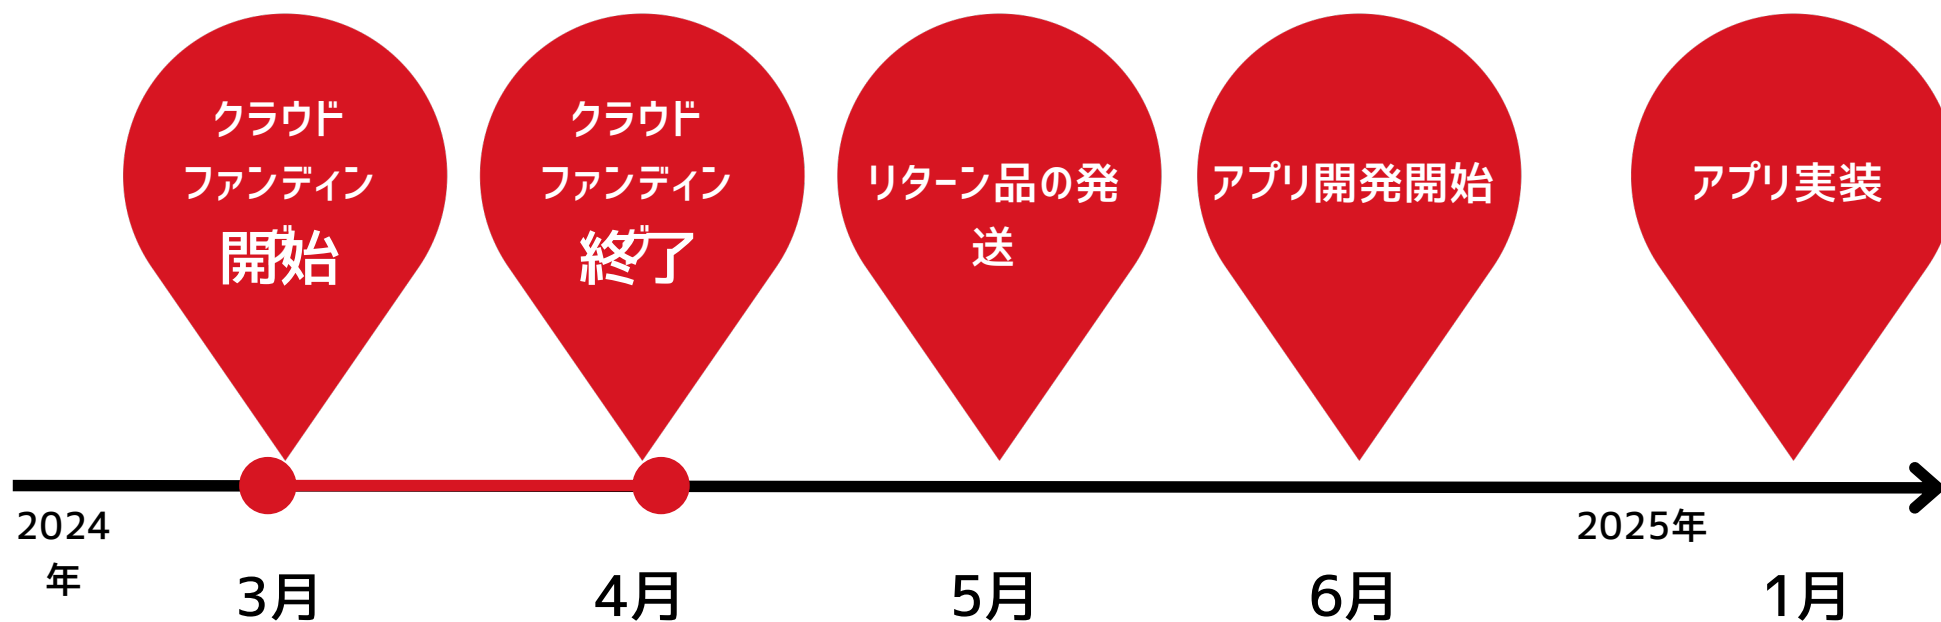 クラウド
ファンディン
グ
開始
クラウド
ファンディン
グ
終了
リターン品の発
送
アプリ開発開始
アプリ実装
2024
年
2025年
3月
4月
5月
6月
1月